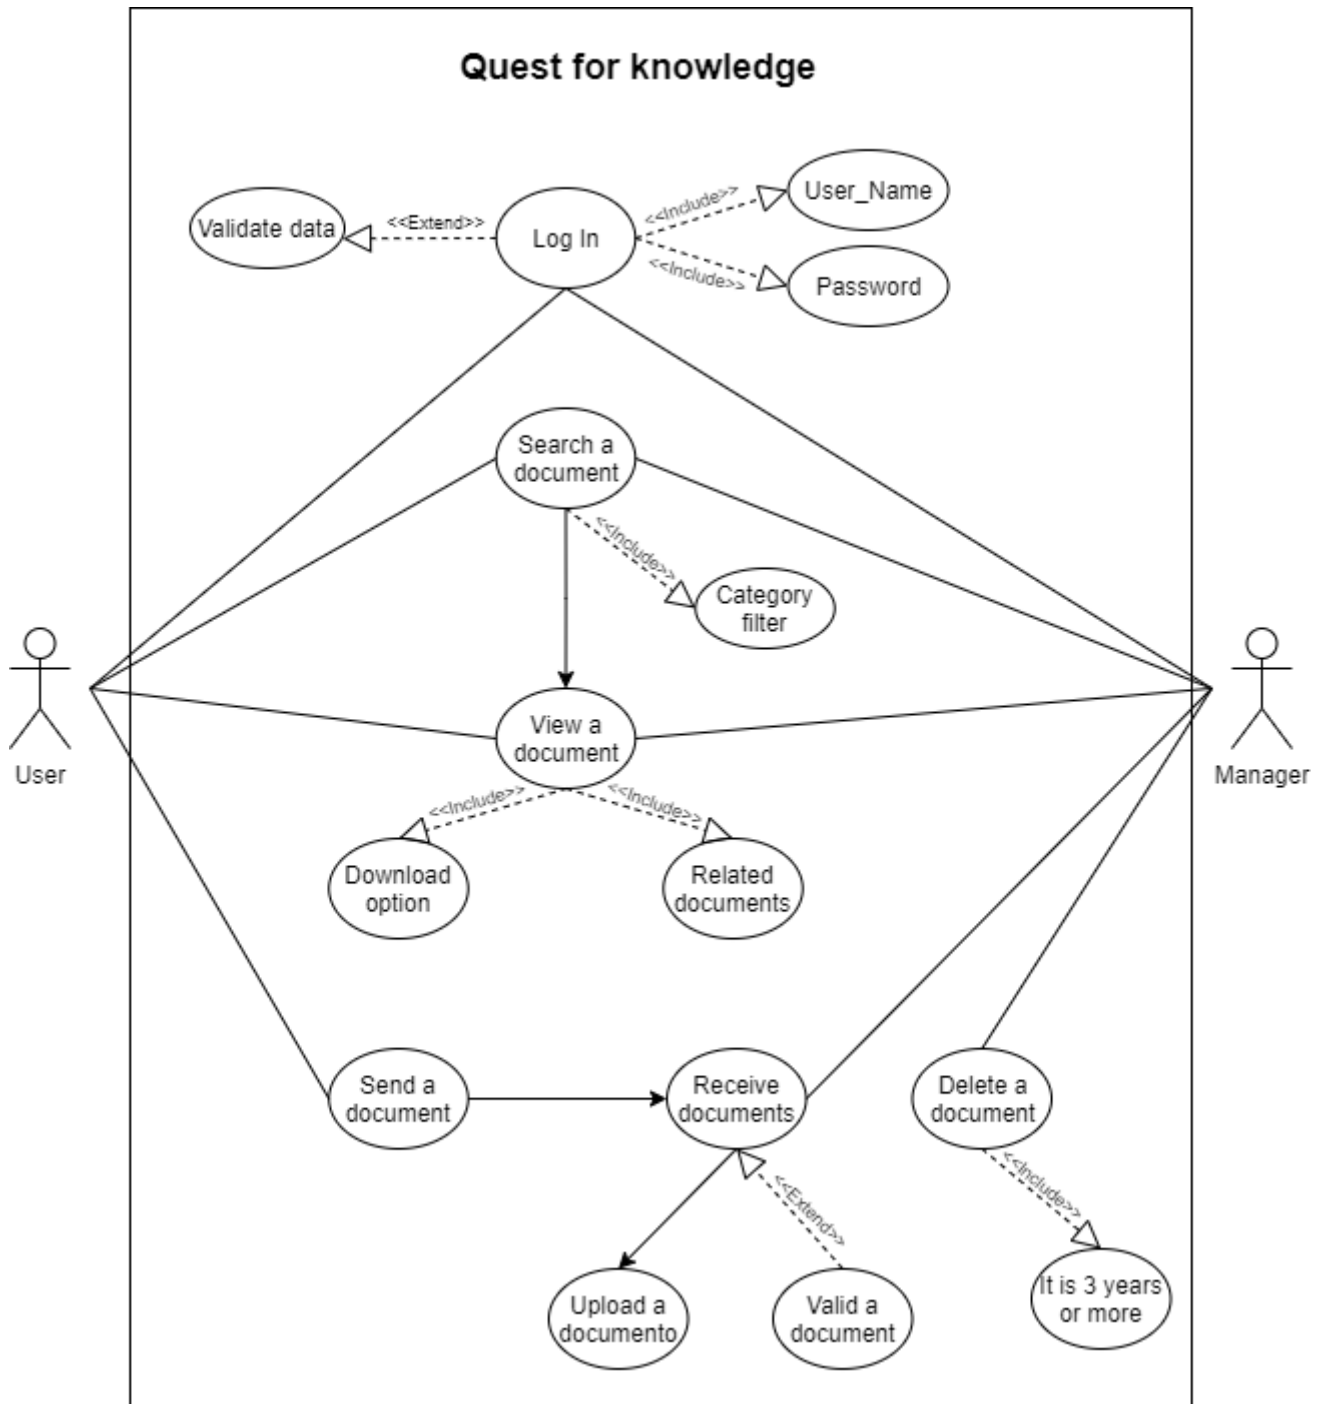 Quest for knowledge
Validate data
<<Extend>>
Log In
<<Include>>
User_Name
<<Include>>
Password
Search a
document
<<Include>>
Category
filter
User
Manager
View a
document
<<Include>>
<<Include>>
Download
option
Related
documents
Send a
document
Receive
documents
Delete a
document
<<Extend>>
<<Include>>
Upload a
documento
Valid a
document
It is 3 years
or more